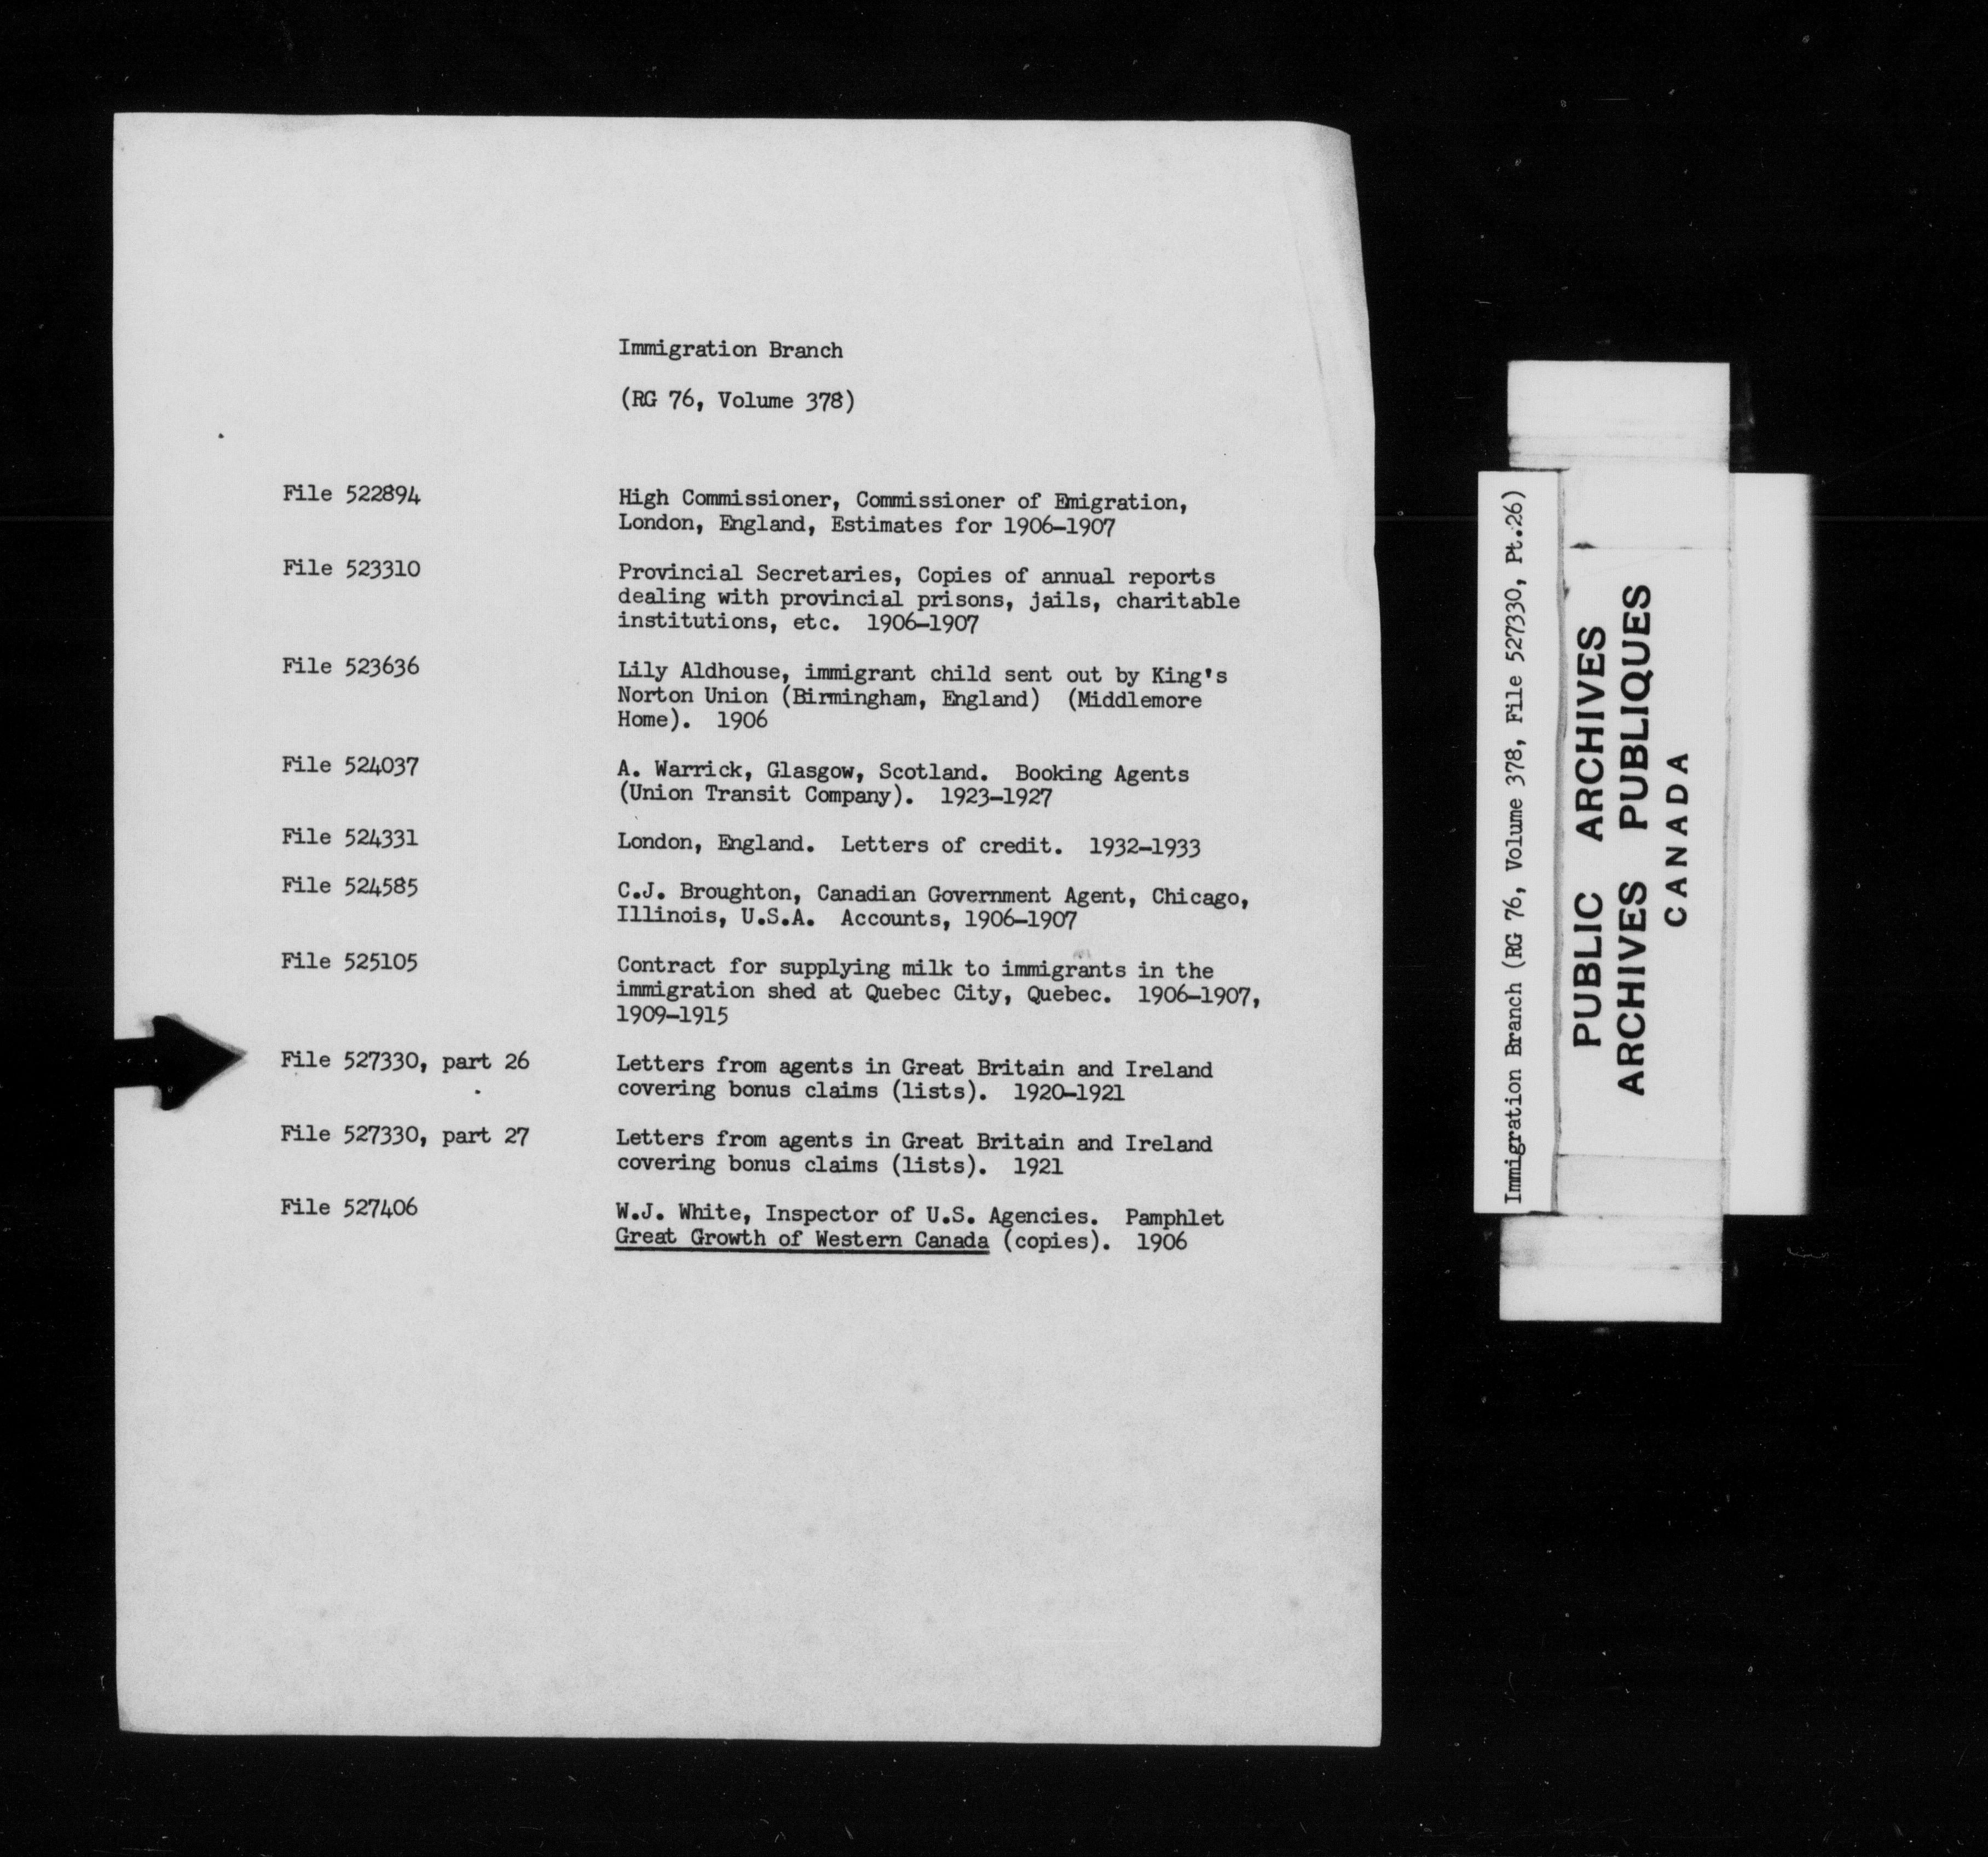 Immigration Branch
(RG 76, Volume 378)
File 522894 High Commissioner, Commissioner of Emigration,
London, England, Estimates for 1906-1907
File 523310 Provincial Secretaries, Copies of annual reports
dealing with provincial prisons, jails, charitable
institutions, etc. 1906-1907
File 523636 Lily Aldhouse, immigrant child sent out by King's
Norton Union (Birmingham, England) (Middlemore
Home). 1906
File 524037 A. Warrick, Glasgow, Scotland. Booking Agents
(Union Transit Company). 1923-1927
File 524331 London, England. Letters of credit. 1932-1933
File 524585 C.J. Broughton, Canadian Government Agent, Chicago,
Illinois, U.S.A. Accounts, 1906-1907
File 525105 Contract for supplying milk to immigrants in the
immigration shed at Quebec City, Quebec. 1906-1907,
1909-1915
File 527330, part 26 Letters from agents in Great Britain and Ireland
covering bonus claims (lists). 1920-1921
File 527330, part 27 Letters from agents in Great Britain and Ireland
covering bonus claims (lists). 1921
File 527406 W.J. White, Inspector of U.S. Agencies. Pamphlet
Great Growth of Western Canada (copies). 1906
Immigration Branch (RG 76, Volume 378, File 527330, Pt.26)
PUBLIC ARCHIVES
ARCHIVES PUBLIQUES
CANADA